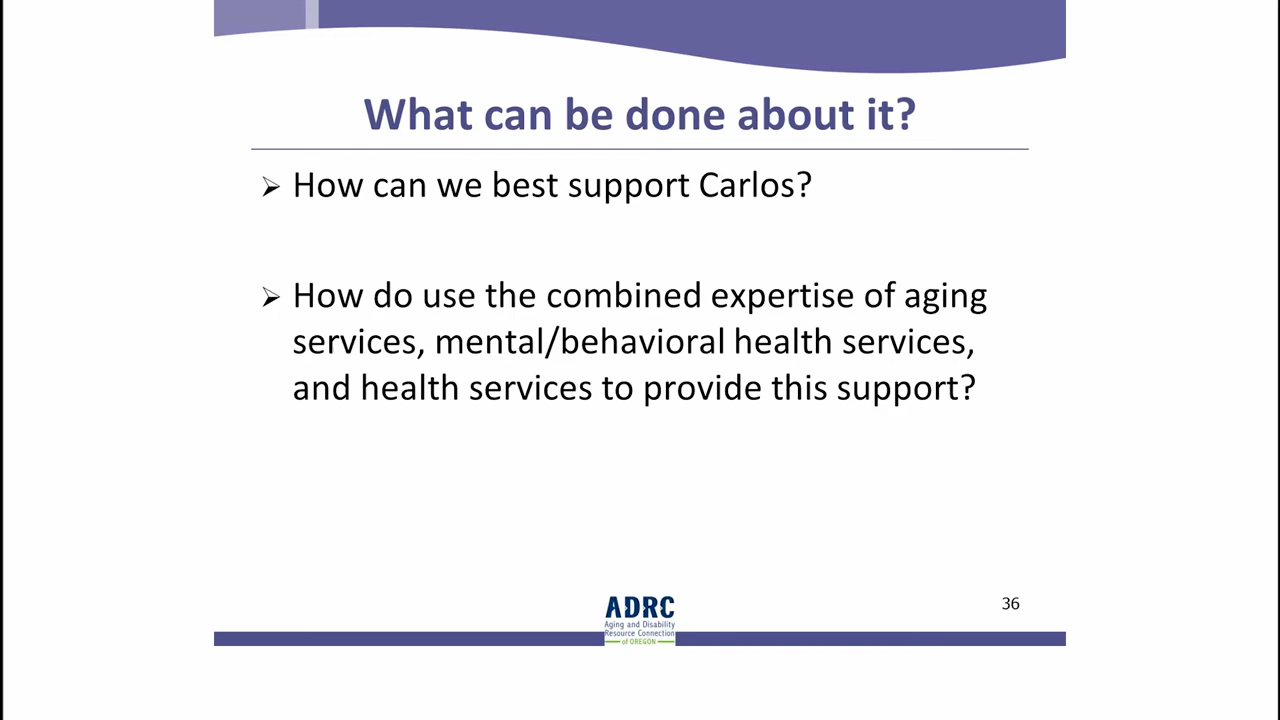 What can be done about it?
➢ How can we best support Carlos?
➢ How do use the combined expertise of aging
services, mental/behavioral health services,
and health services to provide this support?
36
ADRC
Aging and Disability
Resource Connection
of OREGON